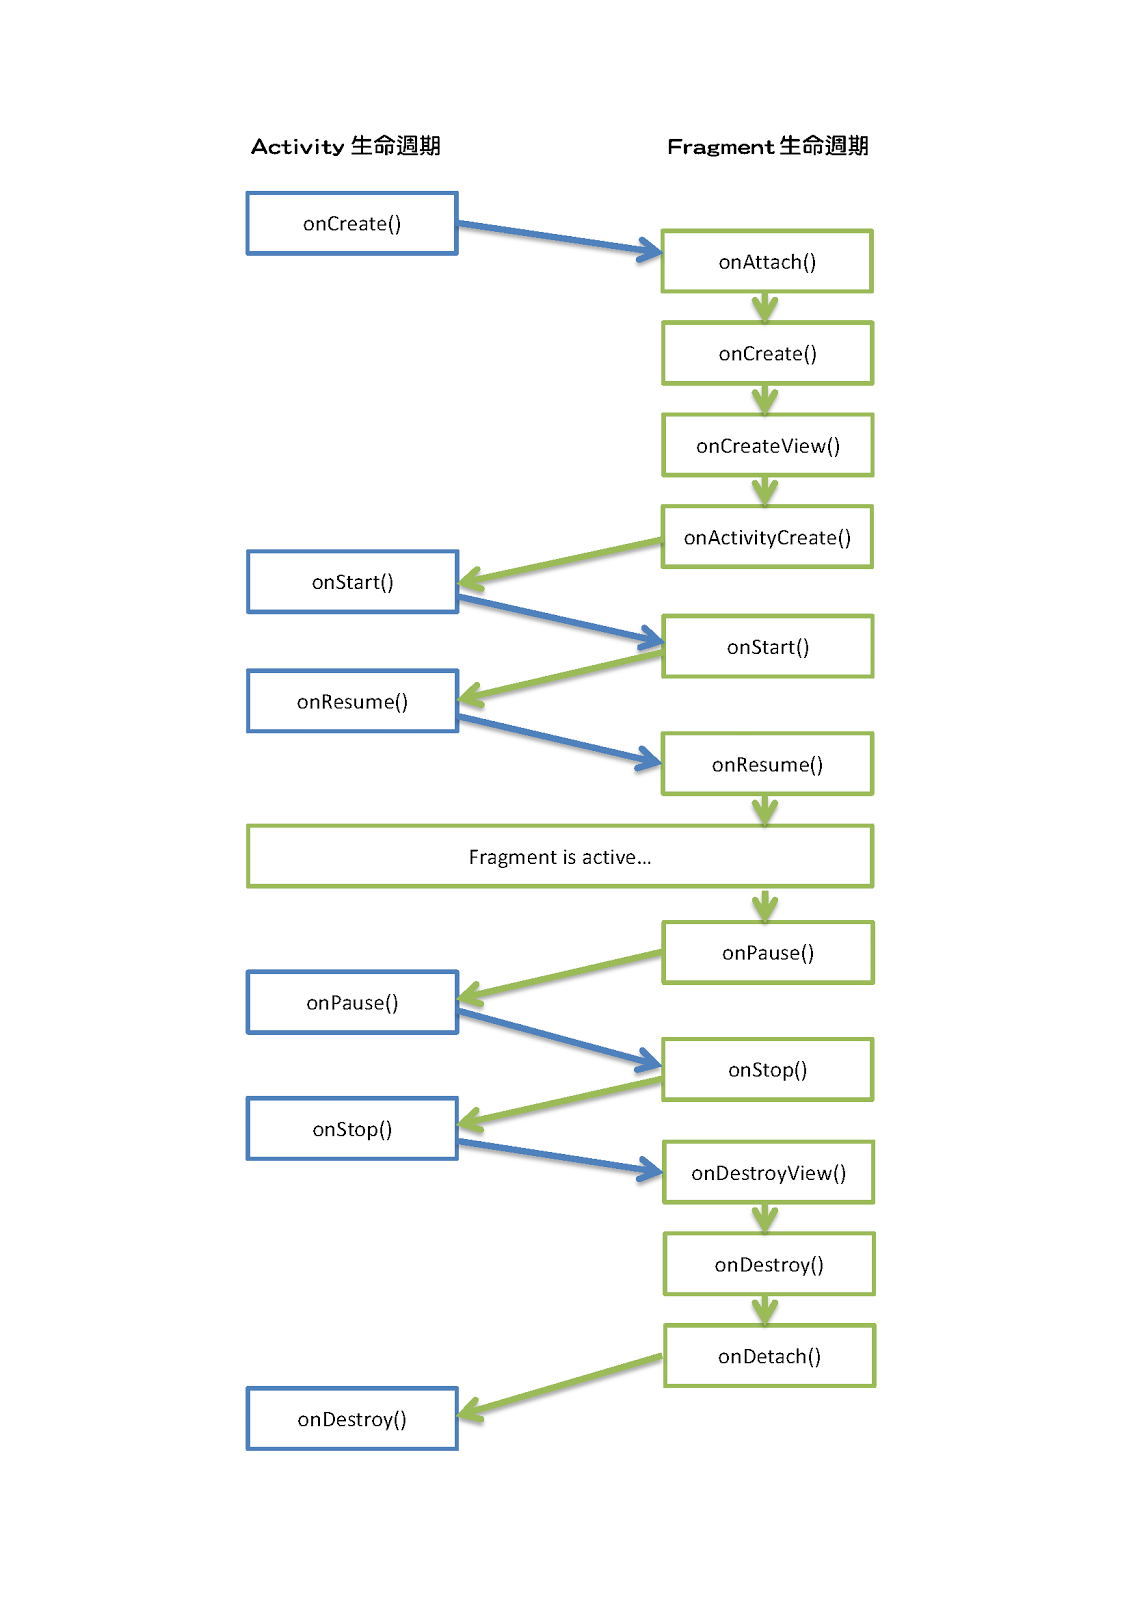 Activity 生命週期
Fragment 生命週期
onCreate()
onAttach()
onCreate()
onCreateView()
onActivityCreate()
onStart()
onStart()
onResume()
onResume()
Fragment is active...
onPause()
onPause()
onStop()
onStop()
onDestroyView()
onDestroy()
onDetach()
onDestroy()